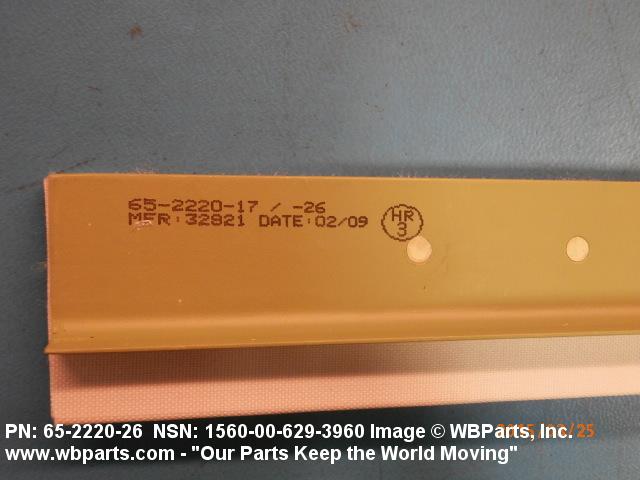 65-2220-17 / -26
MFR: 32821 DATE: 02/09
HR
3
PN: 65-2220-26 NSN: 1560-00-629-3960 Image © WBParts, Inc.
www.wbparts.com - "Our Parts Keep the World Moving"